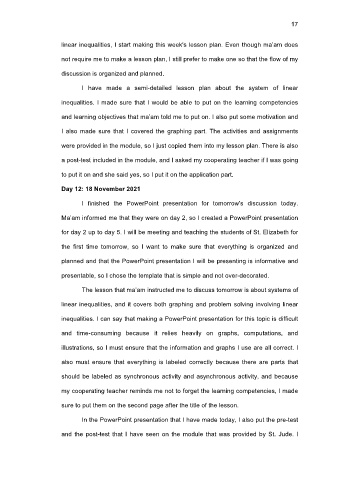 17
linear inequalities, I start making this week's lesson plan. Even though ma'am does
not require me to make a lesson plan, I still prefer to make one so that the flow of my
discussion is organized and planned.
I have made a semi-detailed lesson plan about the system of linear
inequalities. I made sure that I would be able to put on the learning competencies
and learning objectives that ma'am told me to put on. I also put some motivation and
I also made sure that I covered the graphing part. The activities and assignments
were provided in the module, so I just copied them into my lesson plan. There is also
a post-test included in the module, and I asked my cooperating teacher if I was going
to put it on and she said yes, so I put it on the application part.
Day 12: 18 November 2021
I finished the PowerPoint presentation for tomorrow's discussion today.
Ma'am informed me that they were on day 2, so I created a PowerPoint presentation
for day 2 up to day 5. I will be meeting and teaching the students of St. Elizabeth for
the first time tomorrow, so I want to make sure that everything is organized and
planned and that the PowerPoint presentation I will be presenting is informative and
presentable, so I chose the template that is simple and not over-decorated.
The lesson that ma'am instructed me to discuss tomorrow is about systems of
linear inequalities, and it covers both graphing and problem solving involving linear
inequalities. I can say that making a PowerPoint presentation for this topic is difficult
and time-consuming because it relies heavily on graphs, computations, and
illustrations, so I must ensure that the information and graphs I use are all correct. I
also must ensure that everything is labeled correctly because there are parts that
should be labeled as synchronous activity and asynchronous activity, and because
my cooperating teacher reminds me not to forget the learning competencies, I made
sure to put them on the second page after the title of the lesson.
In the PowerPoint presentation that I have made today, I also put the pre-test
and the post-test that I have seen on the module that was provided by St. Jude. I